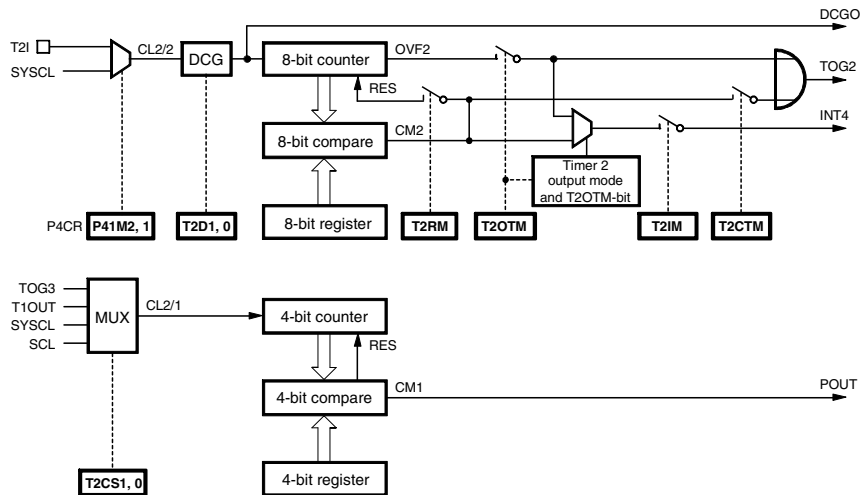 DCGO
T2I
CL2/2
DCG
8-bit counter
OVF2
TOG2
SYSCL
RES
INT4
8-bit compare
CM2
Timer 2
output mode
and T2OTM-bit
P4CR
P41M2, 1
T2D1, 0
8-bit register
T2RM
T2OTM
T2IM
T2CTM
TOG3
T1OUT
SYSCL
SCL
MUX
CL2/1
4-bit counter
RES
4-bit compare
CM1
POUT
T2CS1, 0
4-bit register